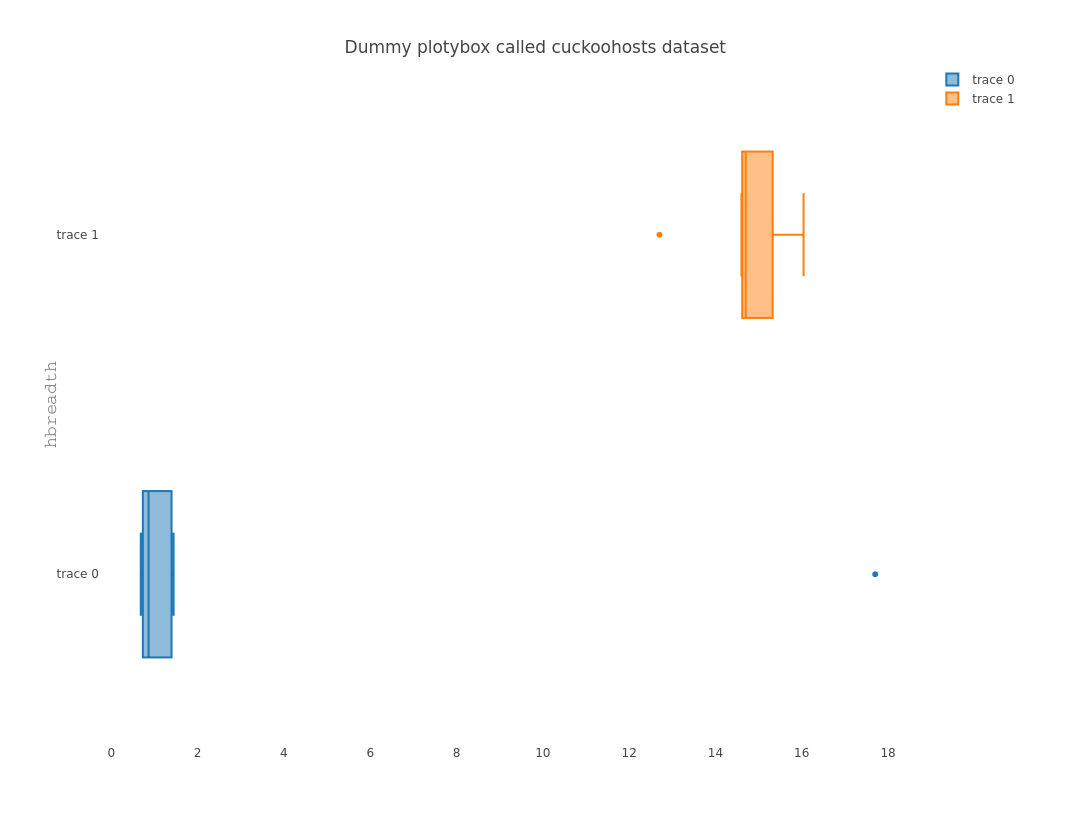 Dummy plotybox called cuckoohosts dataset
trace 0
trace 1
trace 1
hbreadth
trace 0
0 2 4 6 8 10 12 14 16 18